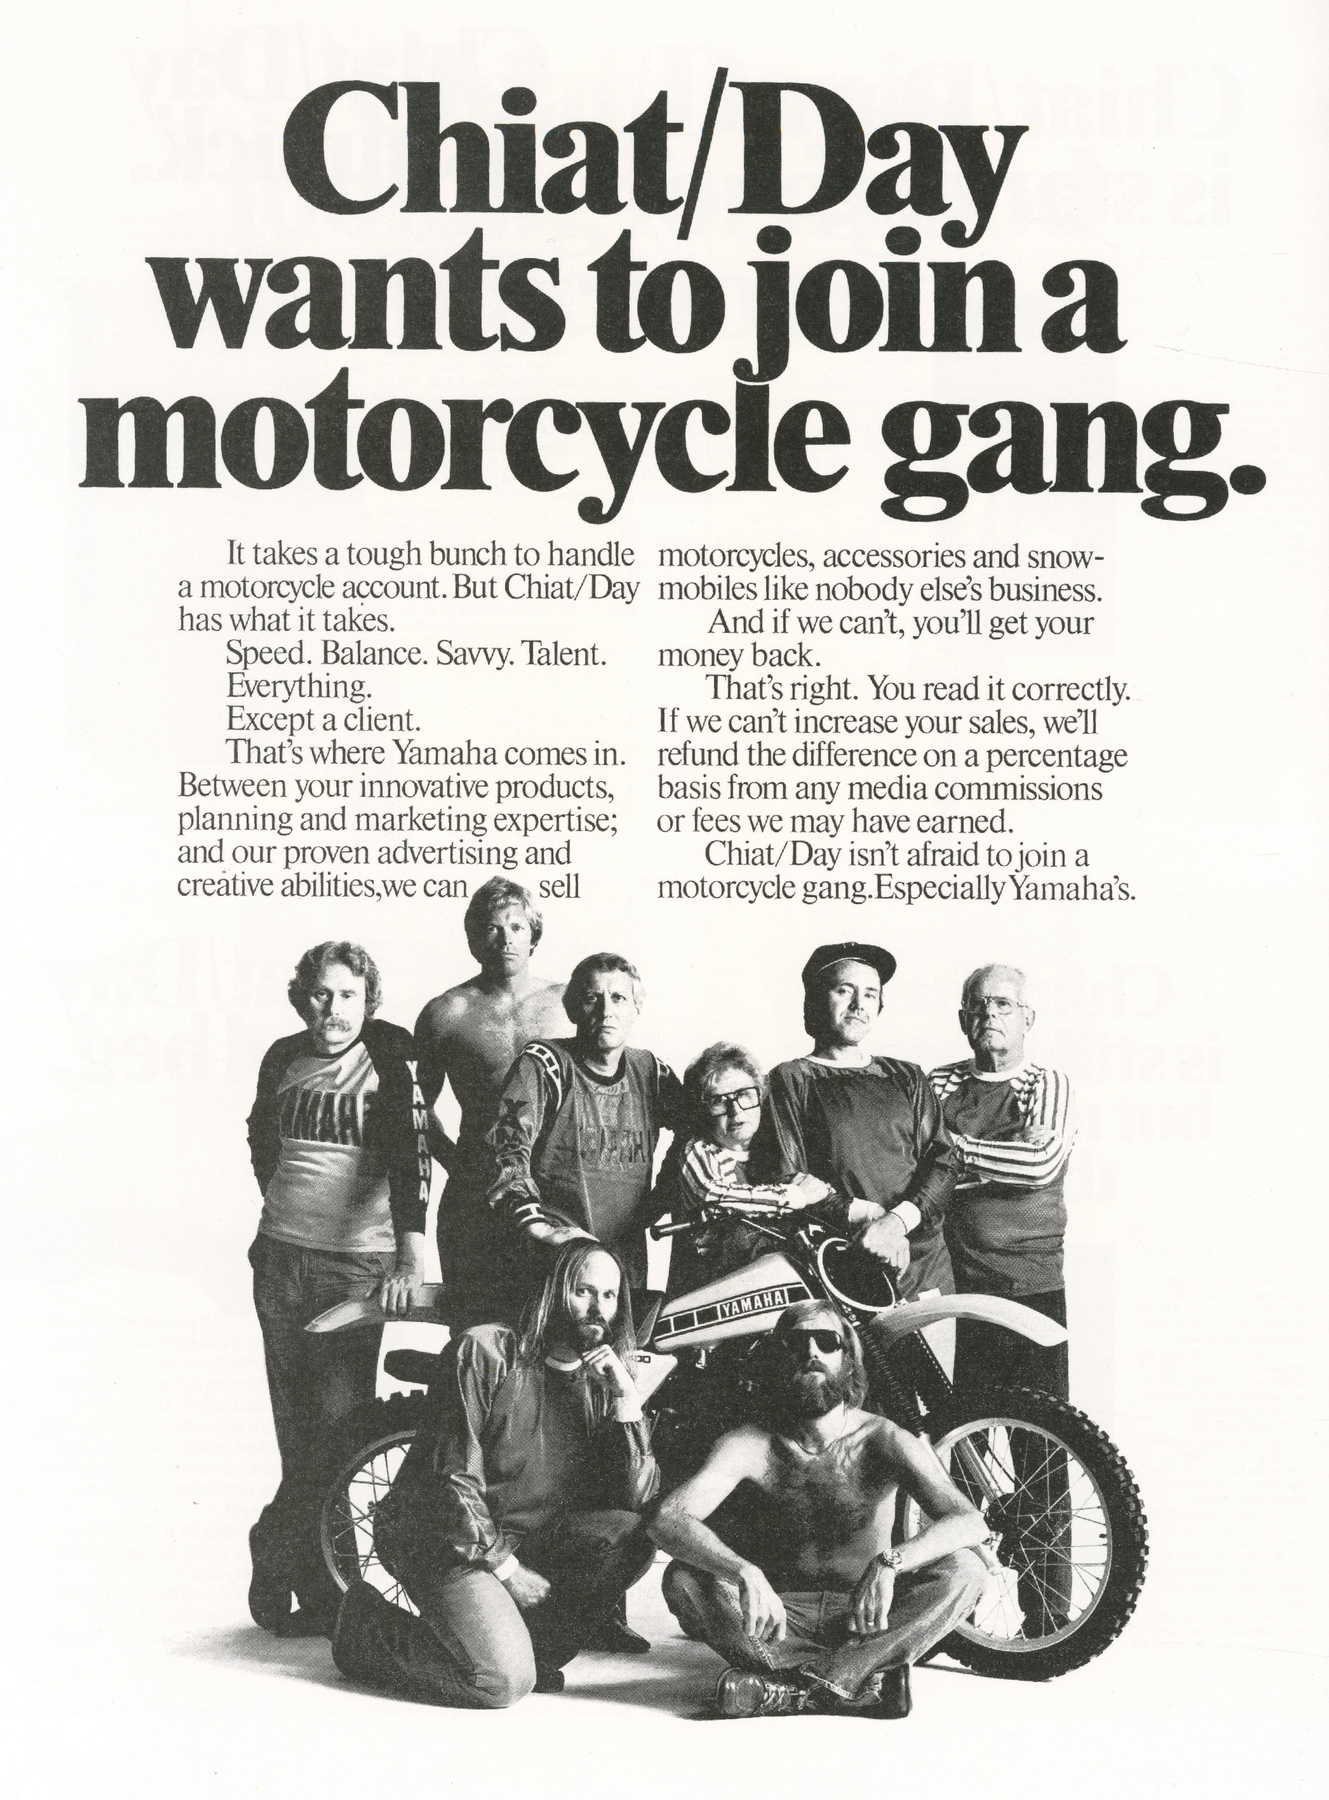 Chiat/Day
wants to join a
motorcycle gang.
It takes a tough bunch to handle
a motorcycle account. But Chiat/Day
has what it takes.
Speed. Balance. Savvy. Talent.
Everything.
Except a client.
That's where Yamaha comes in.
Between your innovative products,
planning and marketing expertise;
and our proven advertising and
creative abilities,we can sell
motorcycles, accessories and snow-
mobiles like nobody else's business.
And if we can't, you'll get your
money back.
That's right. You read it correctly.
If we can't increase your sales, we'll
refund the difference on a percentage
basis from any media commissions
or fees we may have earned.
Chiat/Day isn't afraid to join a
motorcycle gang.Especially Yamaha's.
YAMAHA
YAMAHA
YAMAHA